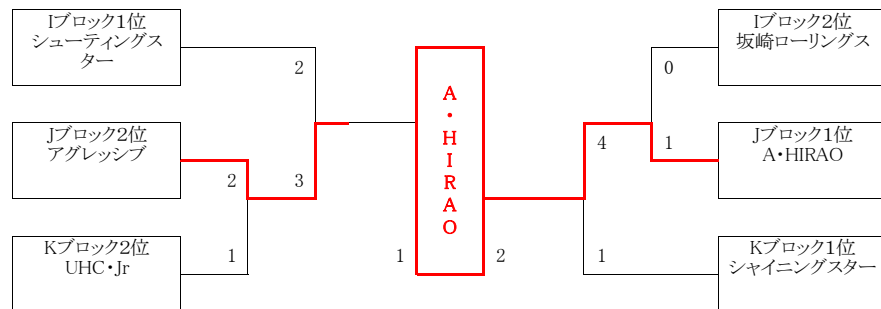 Iブロック1位
シューティングス
ター
Iブロック2位
坂崎ローリングス
2
0
A・HIRAO
Jブロック2位
アグレッシブ
Jブロック1位
A・HIRAO
2
3
4
1
Kブロック2位
UHC・Jr
Kブロック1位
シャイニングスター
1
1
2
1